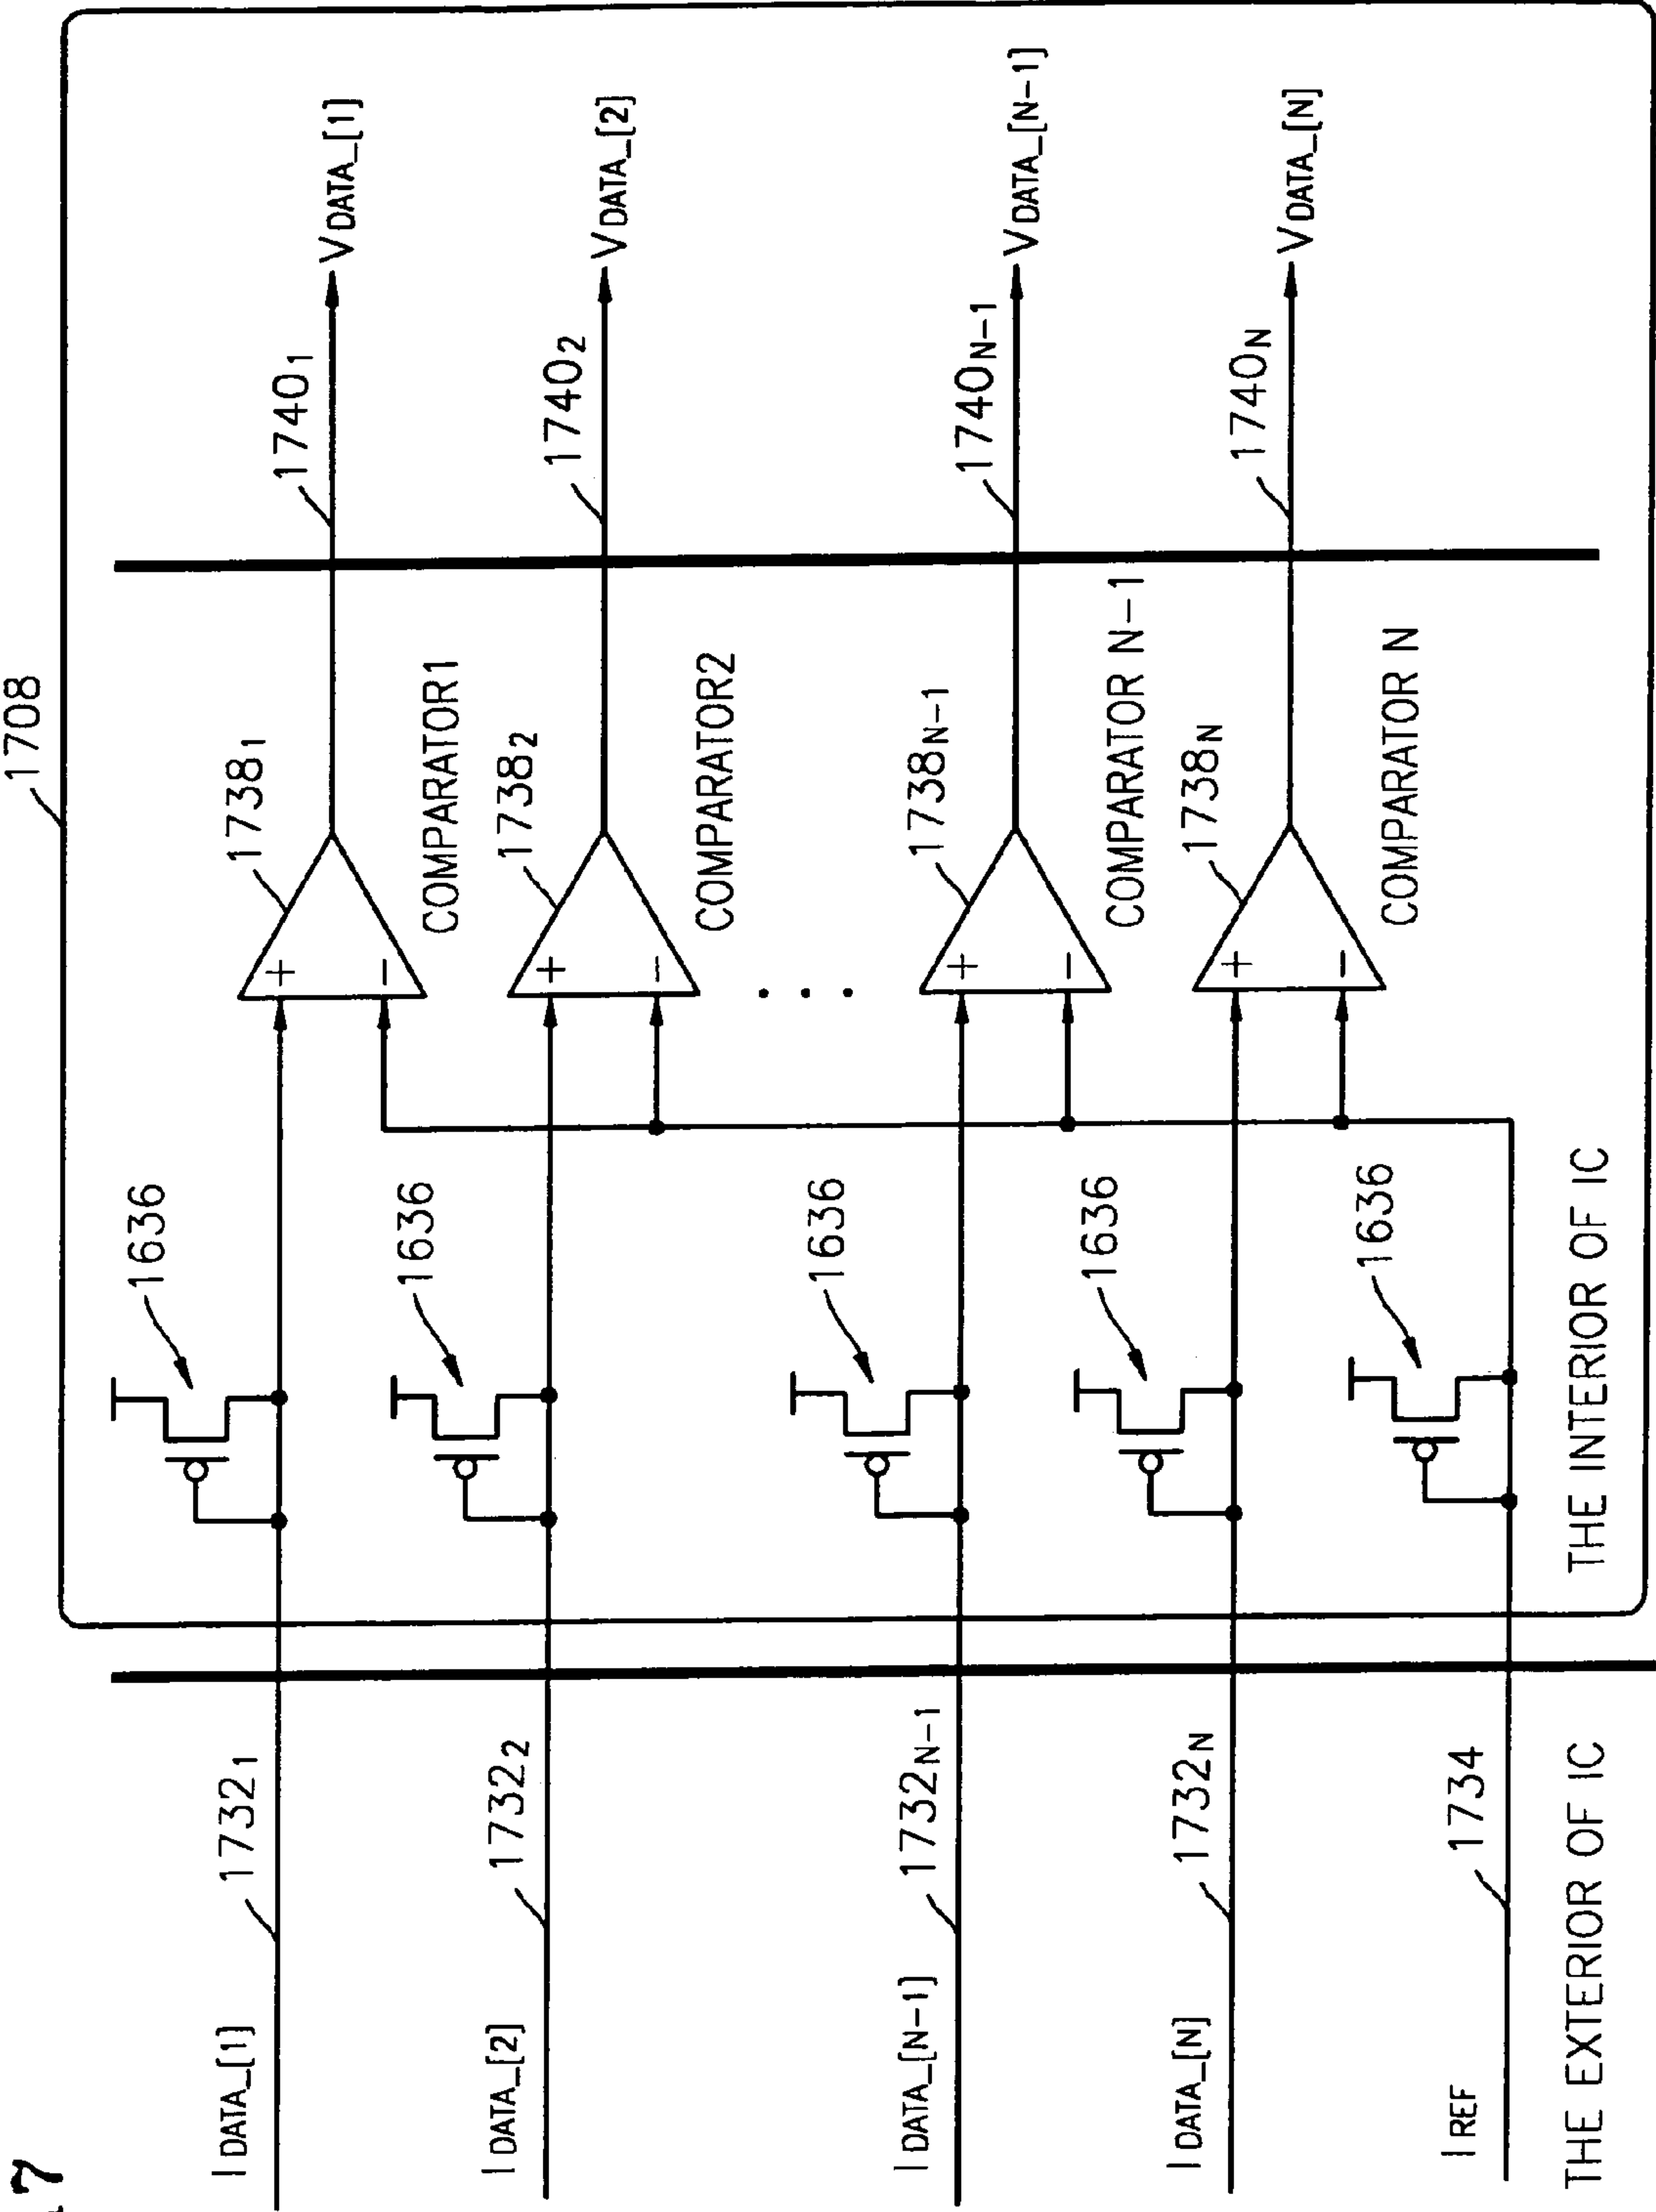 17
1708
1636
1738₁
1740₁
VDATA_[1]
IDATA_[1]
1732₁
COMPARATOR1
1636
1738₂
1740₂
VDATA_[2]
IDATA_[2]
1732₂
COMPARATOR2
. . .
1636
1738N-1
1740N-1
VDATA_[N-1]
IDATA_[N-1]
1732N-1
COMPARATOR N-1
1636
1738N
1740N
VDATA_[N]
IDATA_[N]
1732N
COMPARATOR N
1636
IREF
1734
THE EXTERIOR OF IC
THE INTERIOR OF IC
+
−
+
−
+
−
+
−